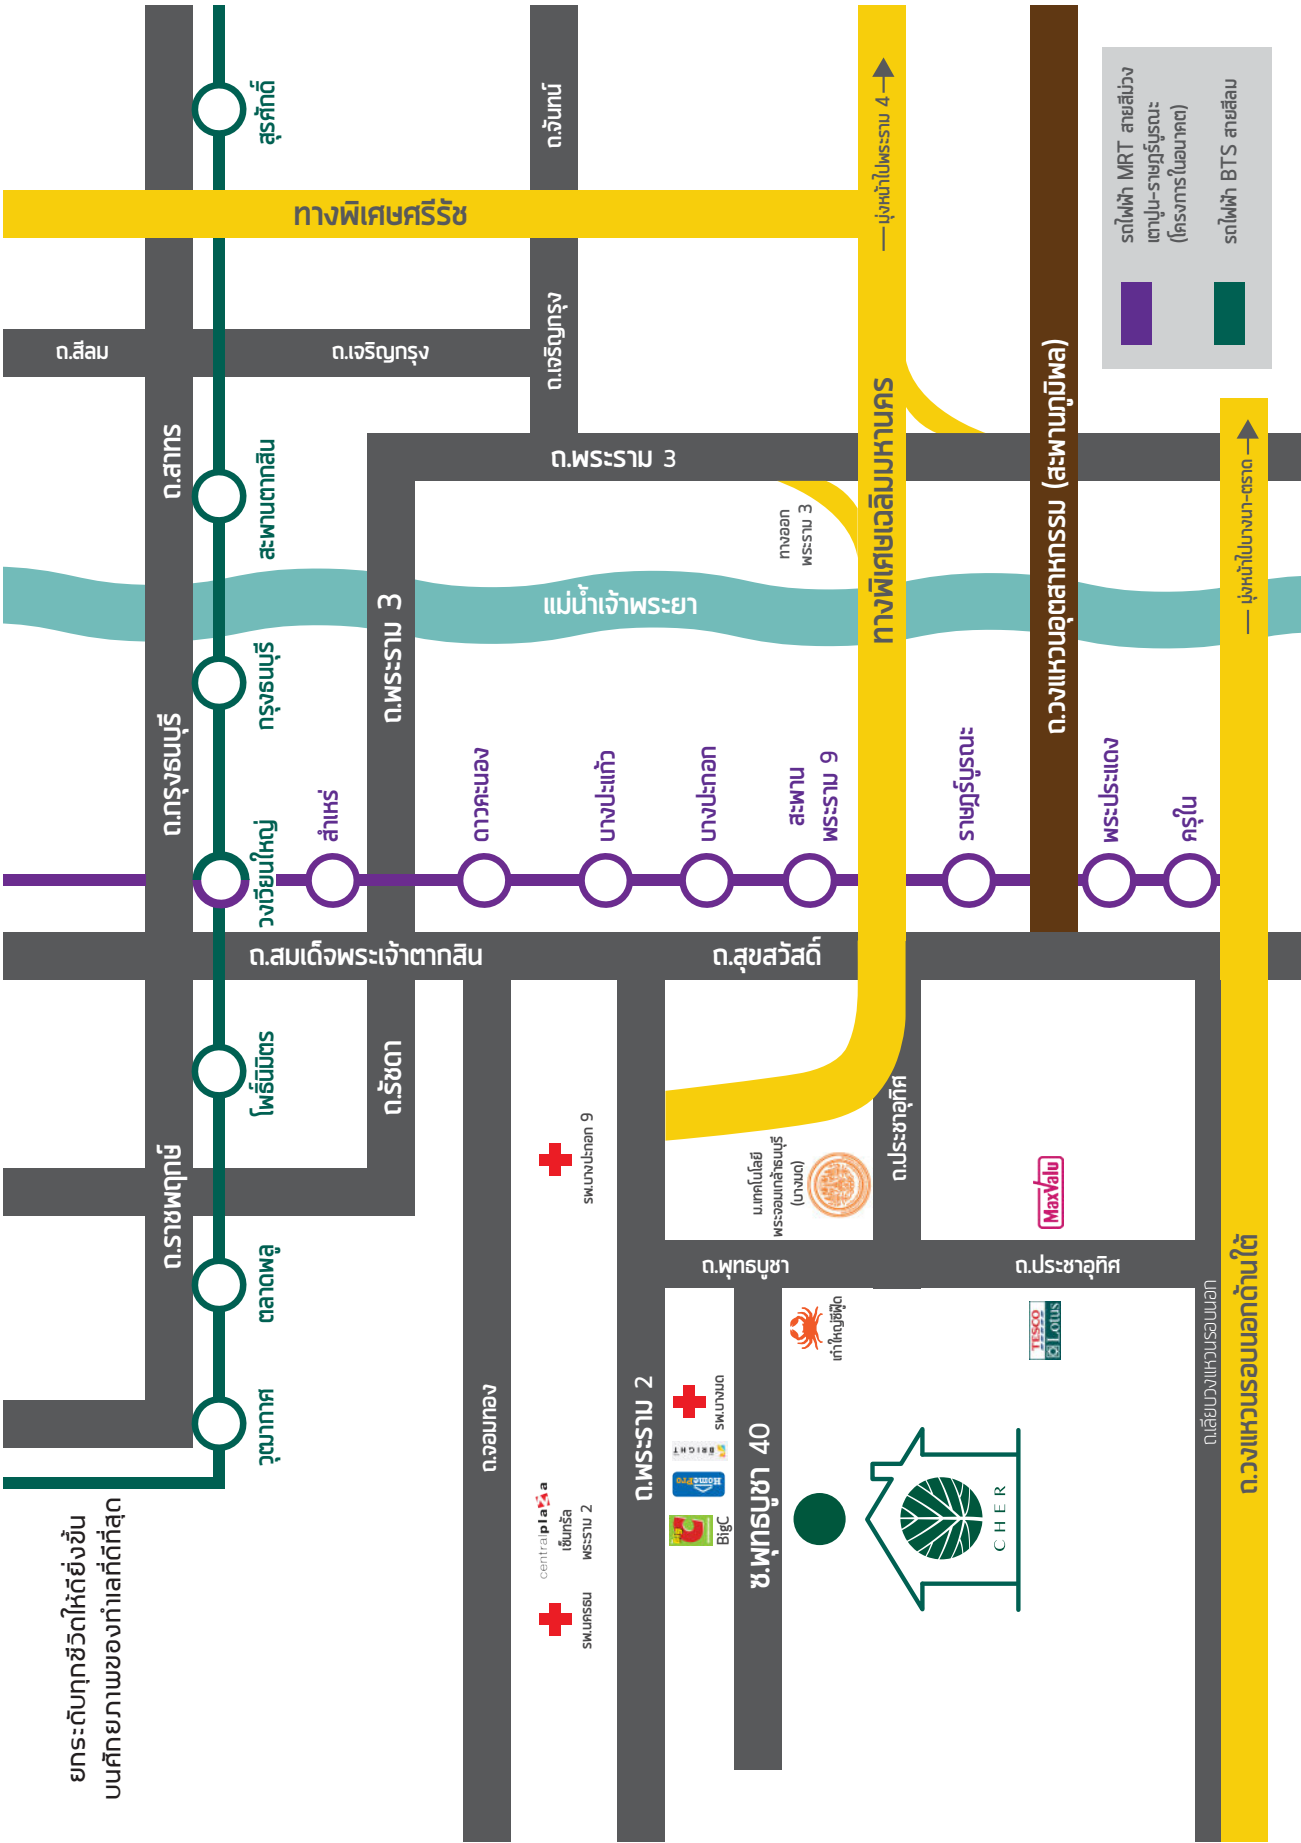 ยกระดับทุกชีวิตให้ดียิ่งขึ้น
บนศักยภาพของทำเลที่ดีที่สุด
วุฒากาศ
ตลาดพลู
โพธิ์นิมิตร
วงเวียนใหญ่
กรุงธนบุรี
สะพานตากสิน
สุรศักดิ์
ถ.ราชพฤกษ์
ถ.กรุงธนบุรี
ถ.สาทร
ถ.สีลม
ถ.เจริญกรุง
ถ.เจริญกรุง
ถ.จันทน์
ทางพิเศษศรีรัช
ถ.รัชดา
ถ.พระราม 3
ถ.พระราม 3
แม่น้ำเจ้าพระยา
สำเหร่
ดาวคะนอง
บางปะแก้ว
บางปะกอก
สะพาน
พระราม 9
ราษฎร์บูรณะ
พระประแดง
ครุใน
ถ.สมเด็จพระเจ้าตากสิน
ถ.สุขสวัสดิ์
ถ.จอมทอง
รพ.นครธน
centralplaza
เซ็นทรัล
พระราม 2
รพ.บางปะกอก 9
ถ.พระราม 2
BigC
BigC
HomePro
BRIGHT
รพ.บางมด
ซ.พุทธบูชา 40
ถ.พุทธบูชา
เก๋าใหญ่ซีฟู้ด
ม.เทคโนโลยี
พระจอมเกล้าธนบุรี
(บางมด)
ถ.ประชาอุทิศ
ถ.ประชาอุทิศ
CHER
TESCO
Lotus
MaxValu
ทางออก
พระราม 3
ทางพิเศษเฉลิมมหานคร
มุ่งหน้าไปพระราม 4
ถ.วงแหวนอุตสาหกรรม (สะพานภูมิพล)
ถ.เลียบวงแหวนรอบนอก
ถ.วงแหวนรอบนอกด้านใต้
มุ่งหน้าไปบางนา-ตราด
รถไฟฟ้า MRT สายสีม่วง
เตาปูน-ราษฎร์บูรณะ
(โครงการในอนาคต)
รถไฟฟ้า BTS สายสีลม